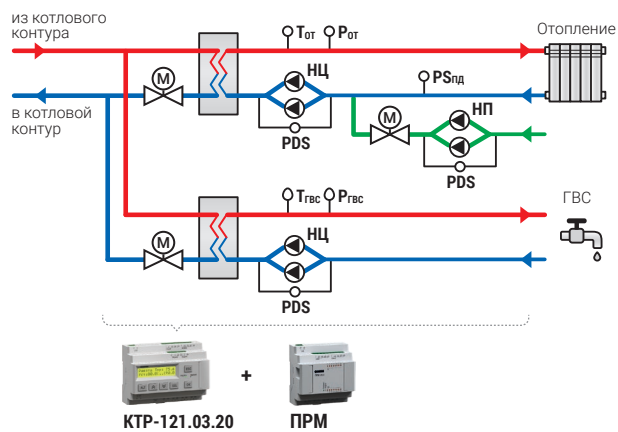 из котлового
контура
Tот Pот
Отопление
M
НЦ
PSпд
в котловой
контур
PDS
M
НП
PDS
Tгвс Pгвс
ГВС
M
НЦ
PDS
+
КТР-121.03.20 ПРМ